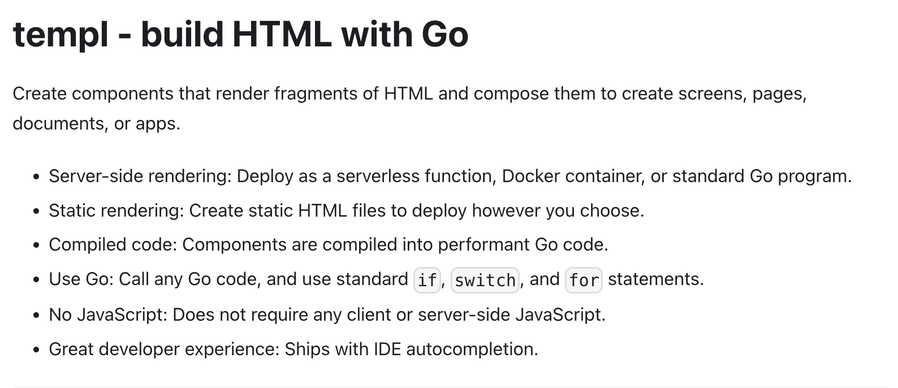 templ - build HTML with Go
Create components that render fragments of HTML and compose them to create screens, pages,
documents, or apps.
• Server-side rendering: Deploy as a serverless function, Docker container, or standard Go program.
• Static rendering: Create static HTML files to deploy however you choose.
• Compiled code: Components are compiled into performant Go code.
• Use Go: Call any Go code, and use standard if, switch, and for statements.
• No JavaScript: Does not require any client or server-side JavaScript.
• Great developer experience: Ships with IDE autocompletion.